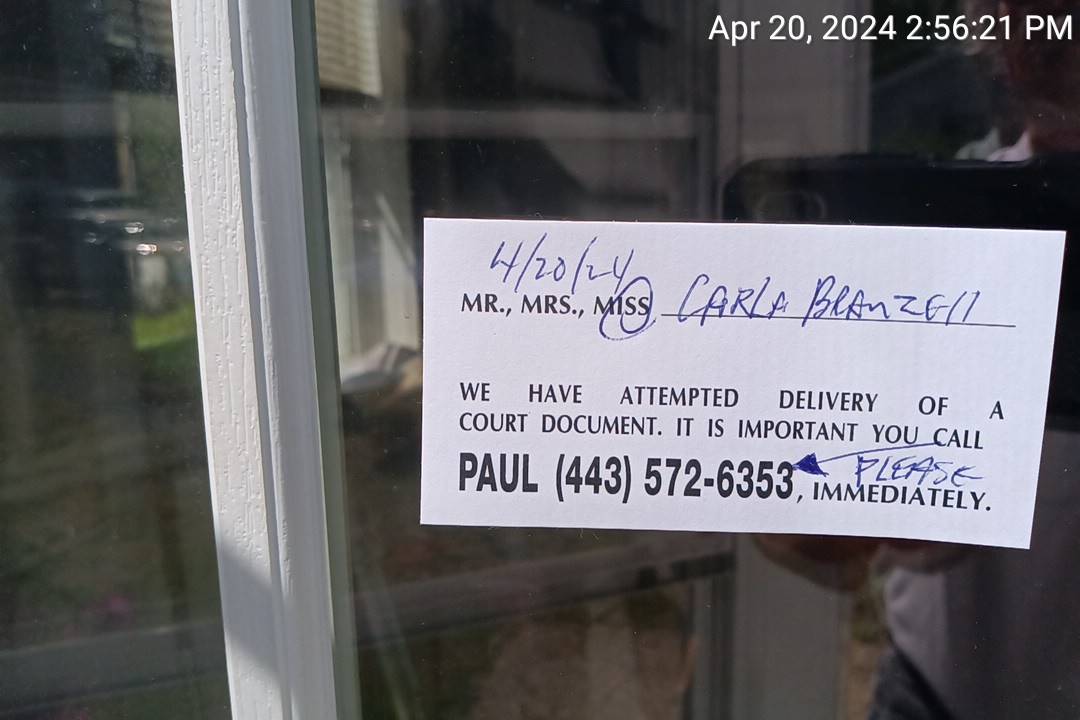 Apr 20, 2024 2:56:21 PM
4/20/24
MR., MRS., MISS CARLA BRANZELL
WE HAVE ATTEMPTED DELIVERY OF A
COURT DOCUMENT. IT IS IMPORTANT YOU CALL
PLEASE
PAUL (443) 572-6353, IMMEDIATELY.